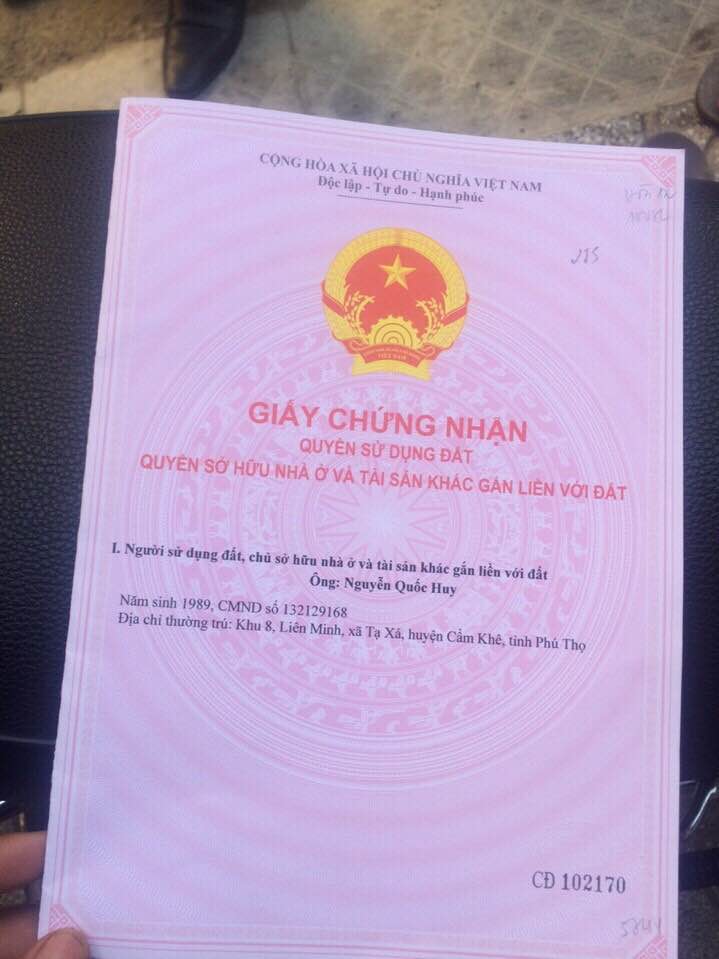 CỘNG HÒA XÃ HỘI CHỦ NGHĨA VIỆT NAM
Độc lập - Tự do - Hạnh phúc
VIỆT NAM
GIẤY CHỨNG NHẬN
QUYỀN SỬ DỤNG ĐẤT
QUYỀN SỞ HỮU NHÀ Ở VÀ TÀI SẢN KHÁC GẮN LIỀN VỚI ĐẤT
I. Người sử dụng đất, chủ sở hữu nhà ở và tài sản khác gắn liền với đất
Ông: Nguyễn Quốc Huy
Năm sinh 1989, CMND số 132129168
Địa chỉ thường trú: Khu 8, Liên Minh, xã Tạ Xá, huyện Cẩm Khê, tỉnh Phú Thọ
CĐ 102170